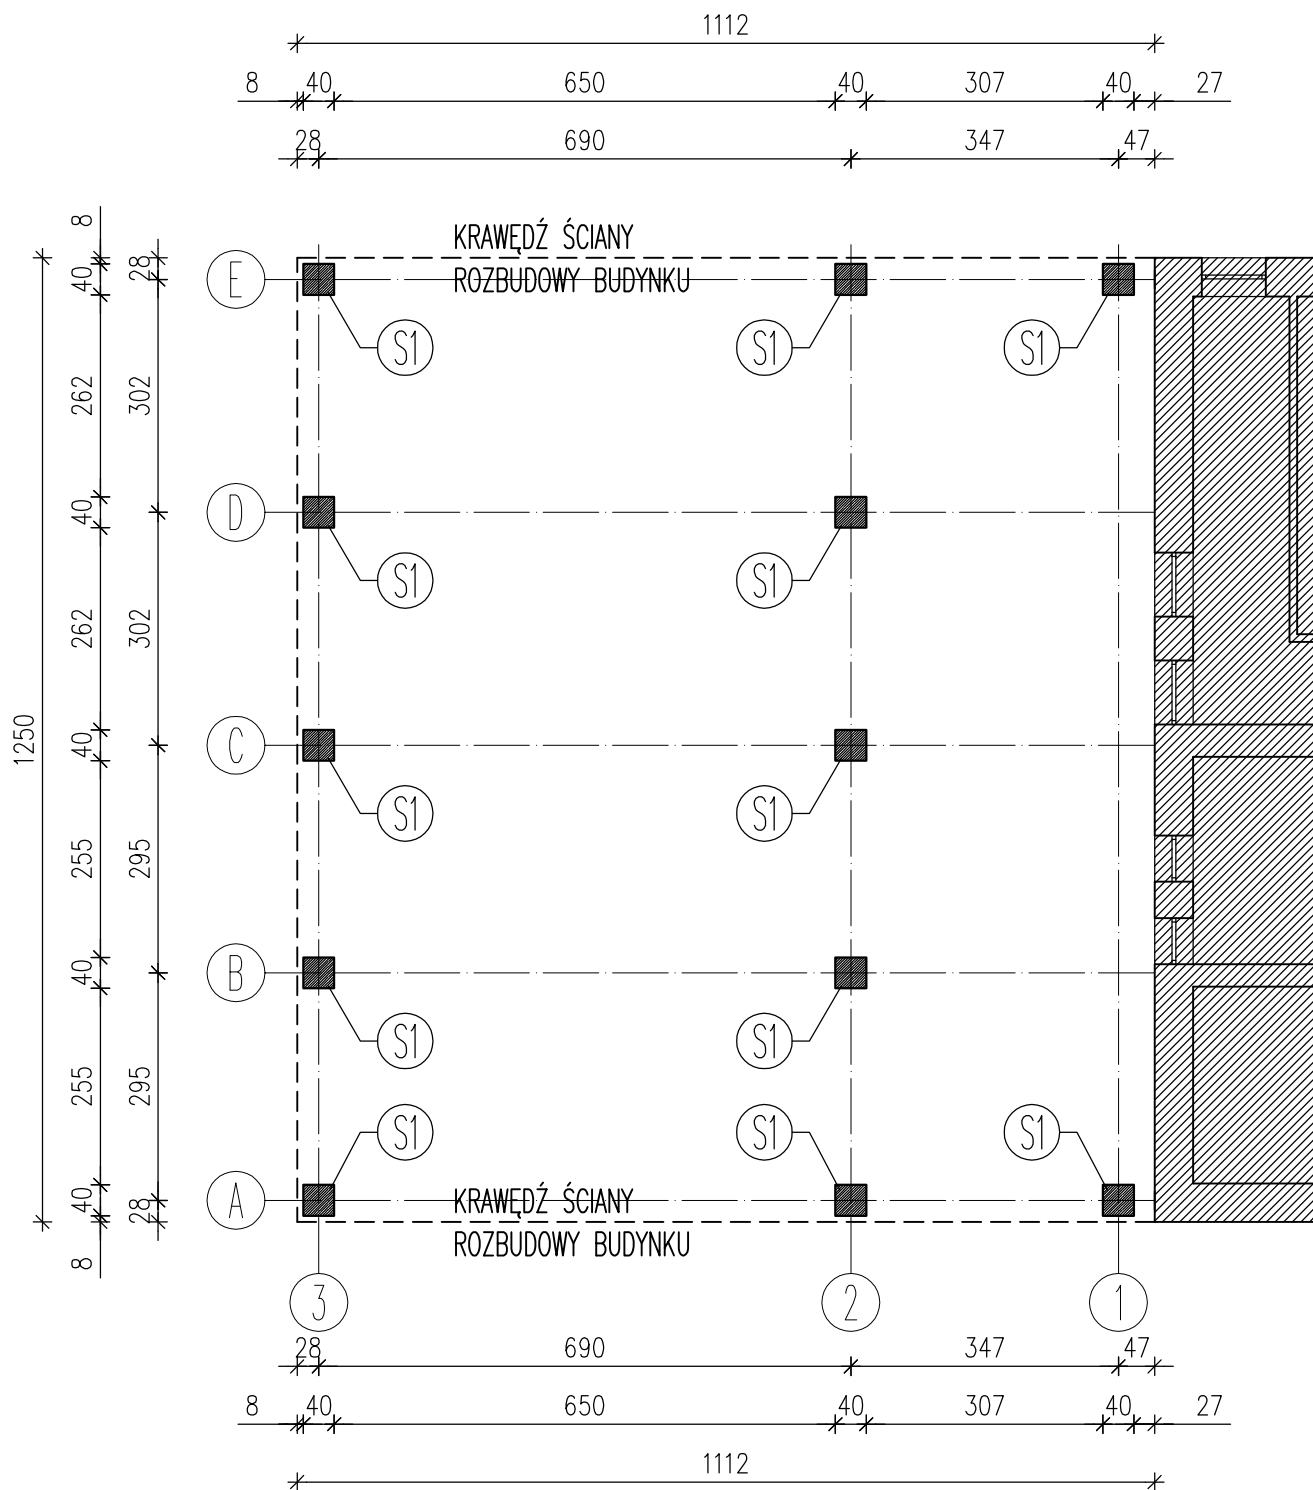 1112
8 40 650 40 307 40 27
28 690 347 47
KRAWĘDŹ ŚCIANY
ROZBUDOWY BUDYNKU
8
40 28
E
S1 S1 S1
262 302
40
D
S1 S1
262 302
1250
40
C
S1 S1
255 295
40
B
S1 S1
255 295
S1 S1 S1
40 28
A
KRAWĘDŹ ŚCIANY
ROZBUDOWY BUDYNKU
8
3 2 1
28 690 347 47
8 40 650 40 307 40 27
1112